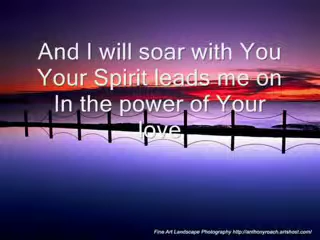 And I will soar with You
Your Spirit leads me on
In the power of Your
love
Fine Art Landscape Photography http://anthonyroach.artshost.com/